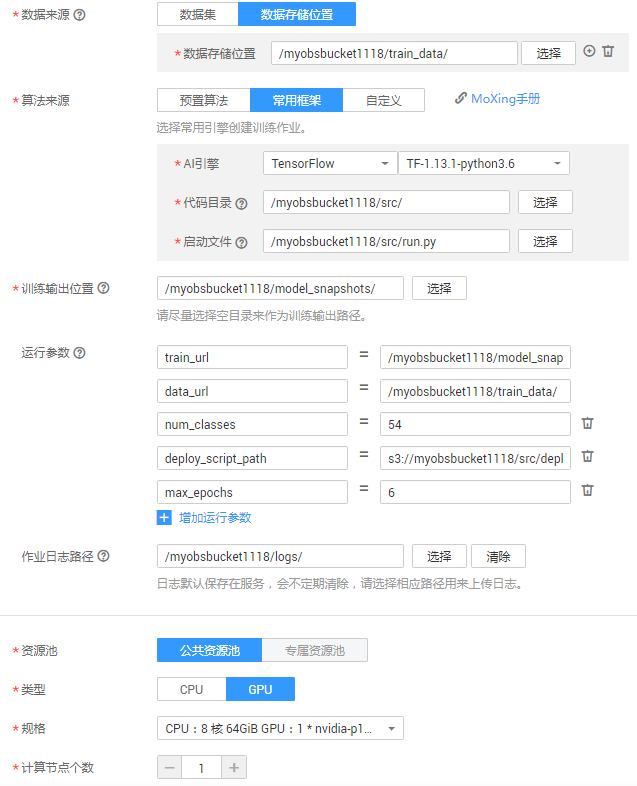 * 数据来源 ? 数据集 数据存储位置
* 数据存储位置 /myobsbucket1118/train_data/ 选择
* 算法来源 预置算法 常用框架 自定义 MoXing手册
选择常用引擎创建训练作业。
* AI引擎 TensorFlow TF-1.13.1-python3.6
* 代码目录 ? /myobsbucket1118/src/ 选择
* 启动文件 ? /myobsbucket1118/src/run.py 选择
* 训练输出位置 ? /myobsbucket1118/model_snapshots/ 选择
请尽量选择空目录来作为训练输出路径。
运行参数 ? train_url = /myobsbucket1118/model_snap
data_url = /myobsbucket1118/train_data/
num_classes = 54
deploy_script_path = s3://myobsbucket1118/src/depl
max_epochs = 6
+ 增加运行参数
作业日志路径 ? /myobsbucket1118/logs/ 选择 清除
日志默认保存在服务，会不定期清除，请选择相应路径用来上传日志。
* 资源池 公共资源池 专属资源池
* 类型 CPU GPU
* 规格 CPU：8 核 64GiB GPU：1 * nvidia-p1...
* 计算节点个数 — 1 +